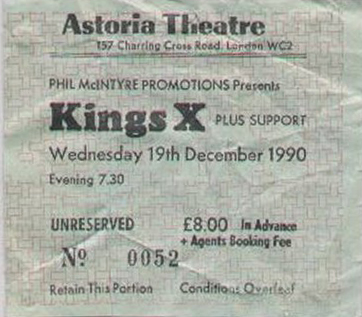 Astoria Theatre
157 Charring Cross Road, London WC2
PHIL McINTYRE PROMOTIONS Presents
Kings X PLUS SUPPORT
Wednesday 19th December 1990
Evening 7.30
UNRESERVED £8.00 In Advance
+ Agents Booking Fee
Nº 0052
Retain This Portion Conditions Overleaf